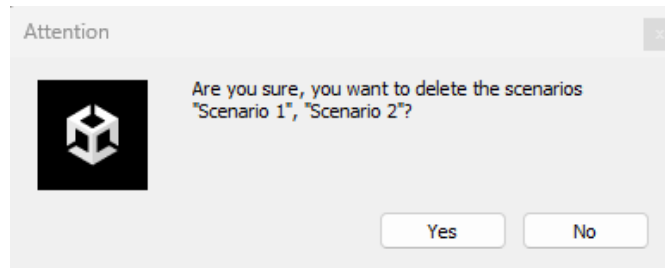 Attention
Are you sure, you want to delete the scenarios
"Scenario 1", "Scenario 2"?
Yes No